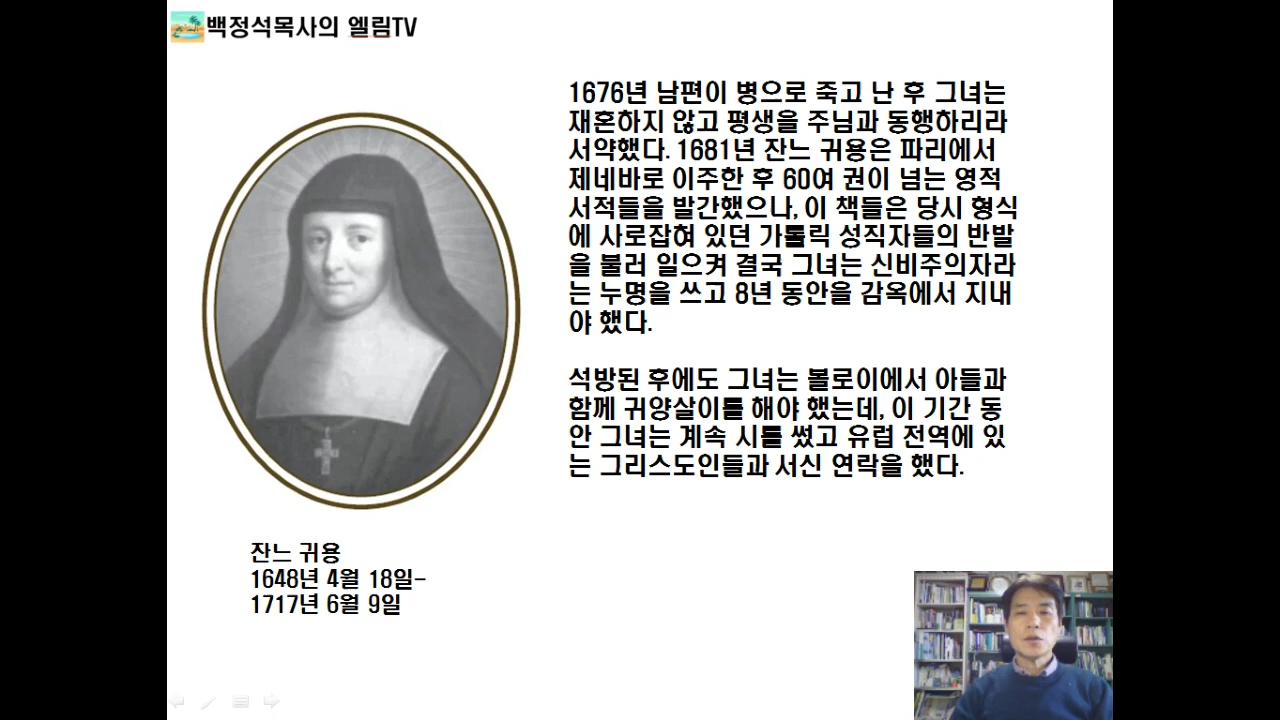 백정석목사의 엘림TV
1676년 남편이 병으로 죽고 난 후 그녀는
재혼하지 않고 평생을 주님과 동행하리라
서약했다. 1681년 잔느 귀용은 파리에서
제네바로 이주한 후 60여 권이 넘는 영적
서적들을 발간했으나, 이 책들은 당시 형식
에 사로잡혀 있던 가톨릭 성직자들의 반발
을 불러 일으켜 결국 그녀는 신비주의자라
는 누명을 쓰고 8년 동안을 감옥에서 지내
야 했다.
석방된 후에도 그녀는 볼로이에서 아들과
함께 귀양살이를 해야 했는데, 이 기간 동
안 그녀는 계속 시를 썼고 유럽 전역에 있
는 그리스도인들과 서신 연락을 했다.
잔느 귀용
1648년 4월 18일-
1717년 6월 9일